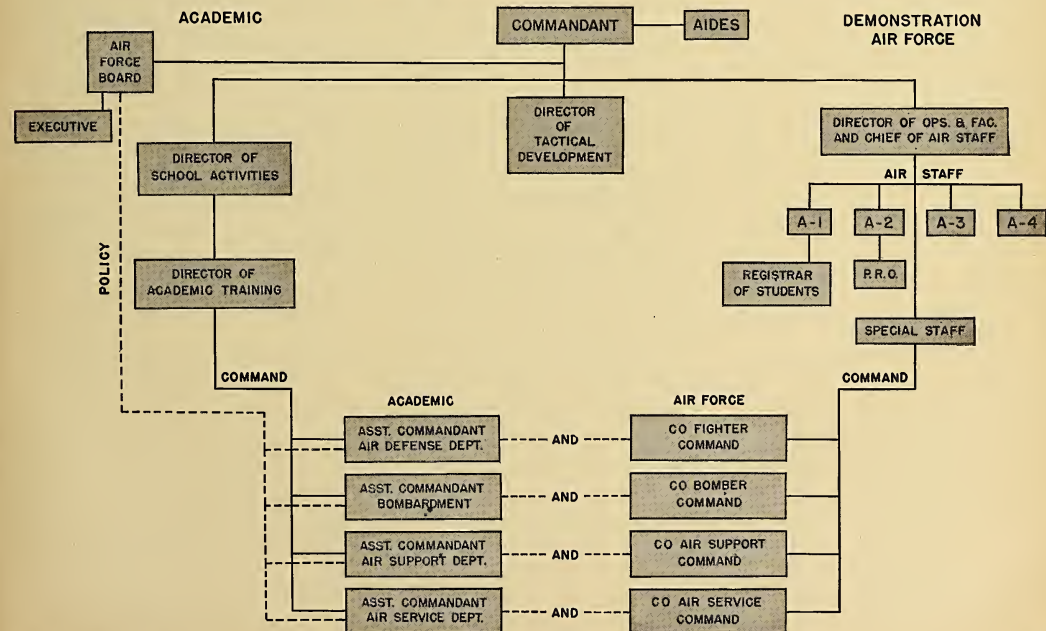 ACADEMIC
COMMANDANT
AIDES
DEMONSTRATION
AIR FORCE
AIR
FORCE
BOARD
EXECUTIVE
DIRECTOR
OF
TACTICAL
DEVELOPMENT
DIRECTOR OF OPS. & FAC.
AND CHIEF OF AIR STAFF
DIRECTOR OF
SCHOOL ACTIVITIES
AIR STAFF
A-1
A-2
A-3
A-4
POLICY
DIRECTOR OF
ACADEMIC TRAINING
REGISTRAR
OF STUDENTS
P.R.O.
SPECIAL STAFF
COMMAND
COMMAND
ACADEMIC
AIR FORCE
ASST. COMMANDANT
AIR DEFENSE DEPT.
AND
CO FIGHTER
COMMAND
ASST. COMMANDANT
BOMBARDMENT
AND
CO BOMBER
COMMAND
ASST. COMMANDANT
AIR SUPPORT DEPT.
AND
CO AIR SUPPORT
COMMAND
ASST. COMMANDANT
AIR SERVICE DEPT.
AND
CO AIR SERVICE
COMMAND